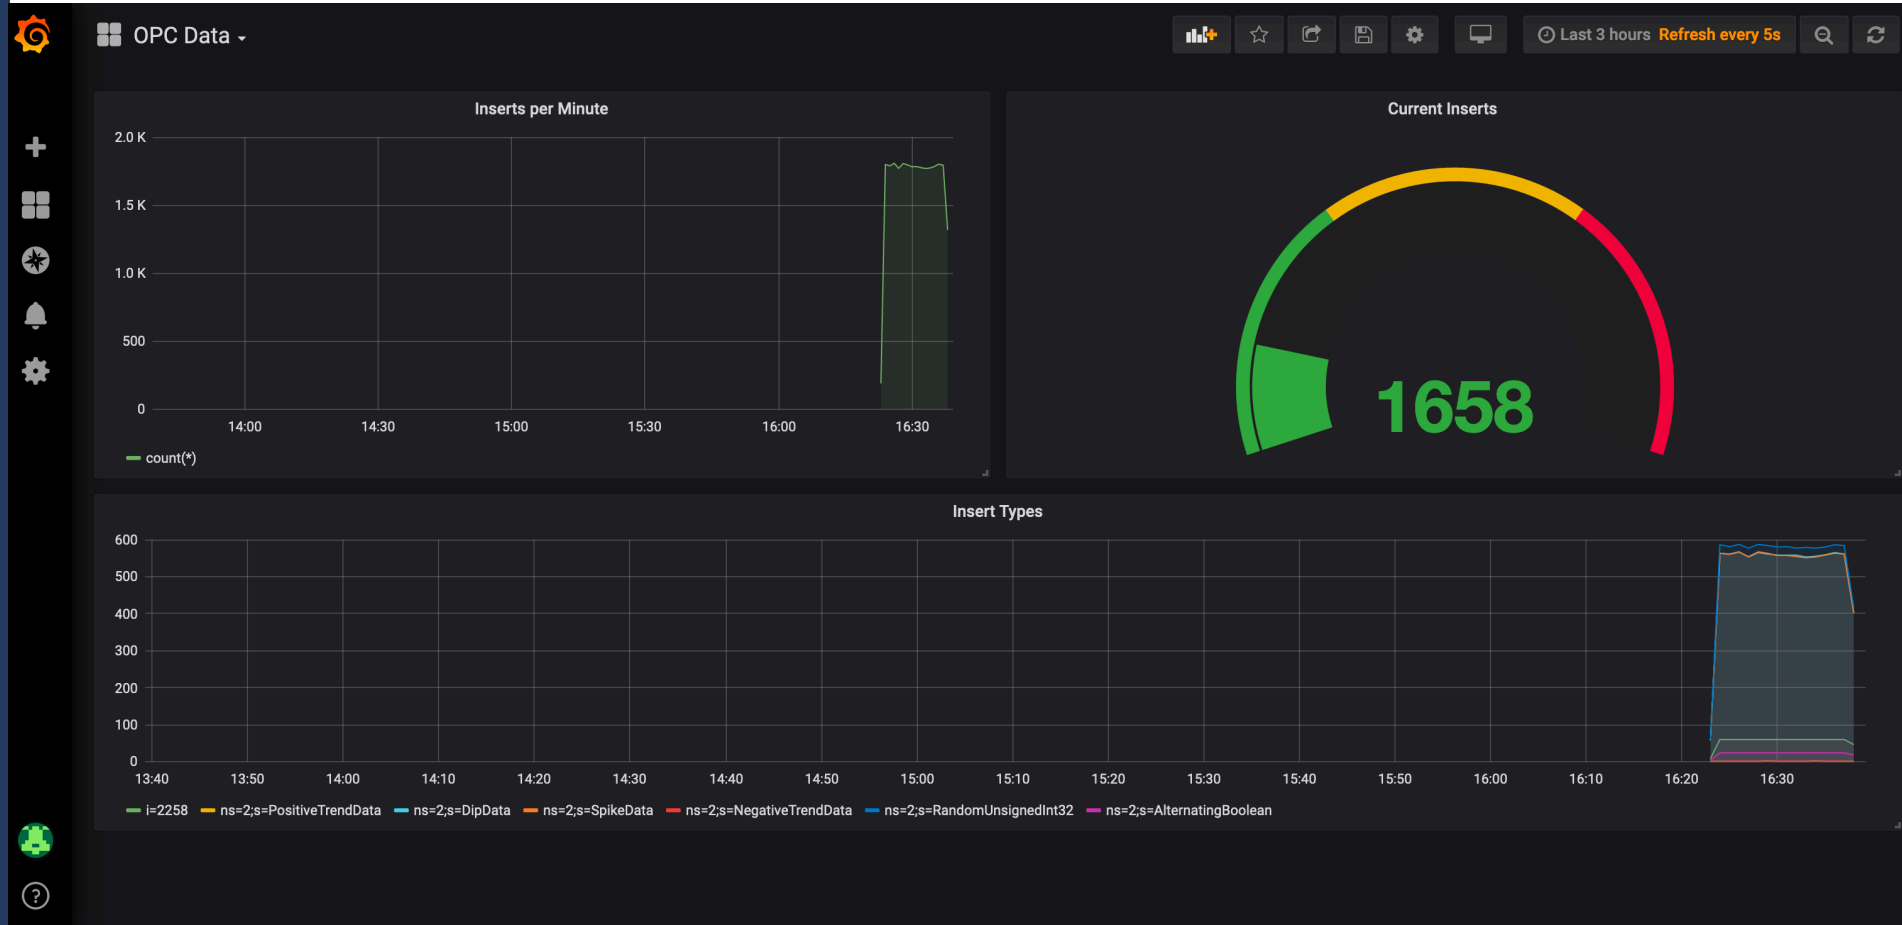 OPC Data
Last 3 hours Refresh every 5s
Inserts per Minute
2.0 K
1.5 K
1.0 K
500
0
14:00 14:30 15:00 15:30 16:00 16:30
count(*)
Current Inserts
1658
Insert Types
600
500
400
300
200
100
0
13:40 13:50 14:00 14:10 14:20 14:30 14:40 14:50 15:00 15:10 15:20 15:30 15:40 15:50 16:00 16:10 16:20 16:30
i=2258 ns=2;s=PositiveTrendData ns=2;s=DipData ns=2;s=SpikeData ns=2;s=NegativeTrendData ns=2;s=RandomUnsignedInt32 ns=2;s=AlternatingBoolean
?